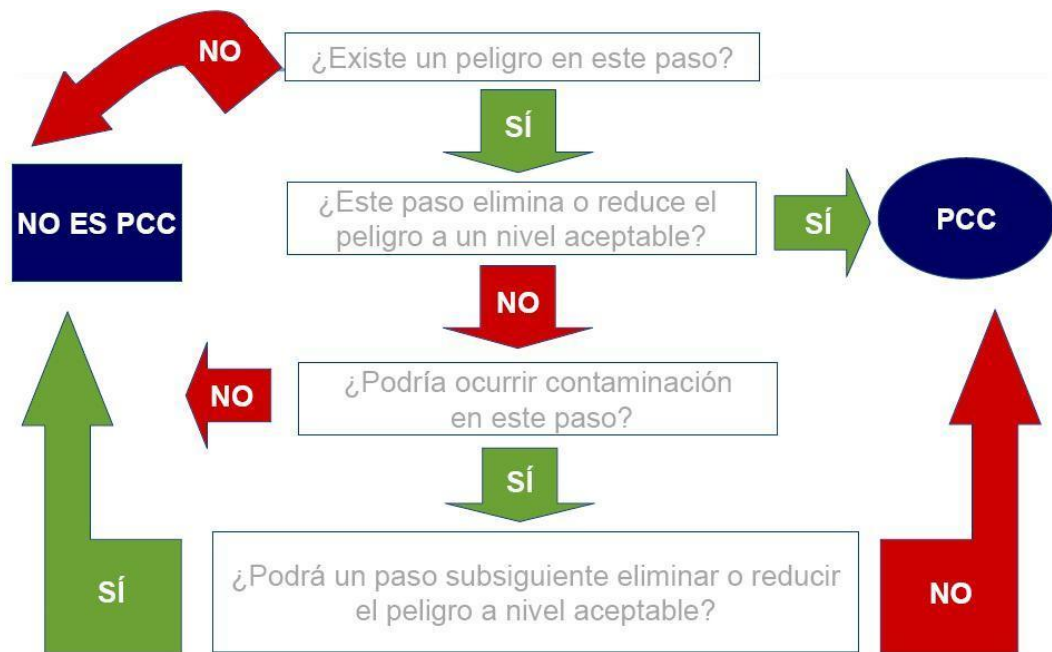 NO
¿Existe un peligro en este paso?
SÍ
NO ES PCC
¿Este paso elimina o reduce el
peligro a un nivel aceptable?
SÍ
PCC
NO
NO
¿Podría ocurrir contaminación
en este paso?
SÍ
SÍ
¿Podrá un paso subsiguiente eliminar o reducir
el peligro a nivel aceptable?
NO